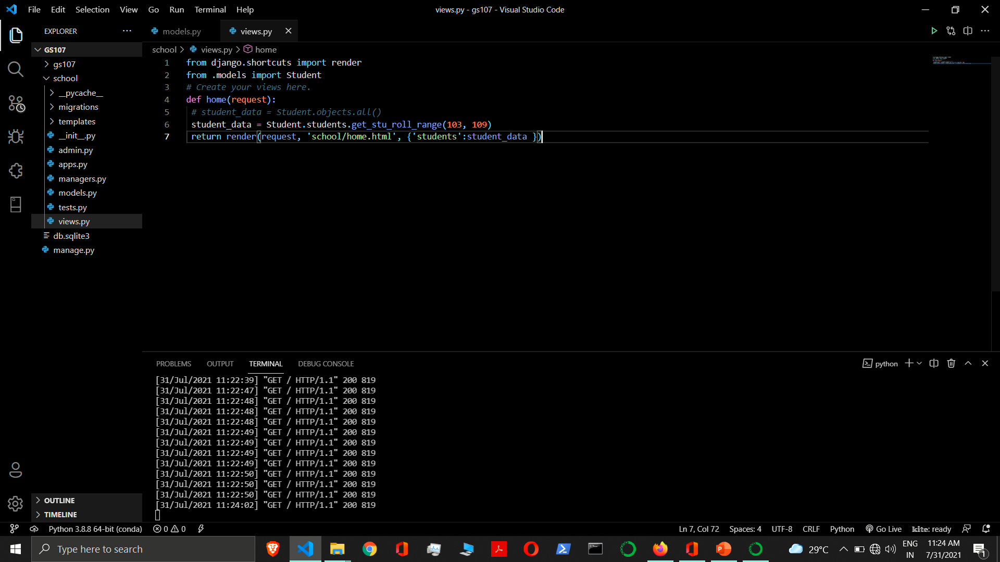 File Edit Selection View Go Run Terminal Help
views.py - gs107 - Visual Studio Code
EXPLORER
GS107
gs107
school
__pycache__
migrations
templates
__init__.py
admin.py
apps.py
managers.py
models.py
tests.py
views.py
db.sqlite3
manage.py
OUTLINE
TIMELINE
models.py
views.py
school > views.py > home
1 from django.shortcuts import render
2 from .models import Student
3 # Create your views here.
4 def home(request):
5 # student_data = Student.objects.all()
6 student_data = Student.students.get_stu_roll_range(103, 109)
7 return render(request, 'school/home.html', {'students':student_data })
PROBLEMS OUTPUT TERMINAL DEBUG CONSOLE
python
[31/Jul/2021 11:22:39] "GET / HTTP/1.1" 200 819
[31/Jul/2021 11:22:47] "GET / HTTP/1.1" 200 819
[31/Jul/2021 11:22:48] "GET / HTTP/1.1" 200 819
[31/Jul/2021 11:22:48] "GET / HTTP/1.1" 200 819
[31/Jul/2021 11:22:48] "GET / HTTP/1.1" 200 819
[31/Jul/2021 11:22:49] "GET / HTTP/1.1" 200 819
[31/Jul/2021 11:22:49] "GET / HTTP/1.1" 200 819
[31/Jul/2021 11:22:49] "GET / HTTP/1.1" 200 819
[31/Jul/2021 11:22:49] "GET / HTTP/1.1" 200 819
[31/Jul/2021 11:22:50] "GET / HTTP/1.1" 200 819
[31/Jul/2021 11:22:50] "GET / HTTP/1.1" 200 819
[31/Jul/2021 11:22:50] "GET / HTTP/1.1" 200 819
[31/Jul/2021 11:24:02] "GET / HTTP/1.1" 200 819
Python 3.8.8 64-bit (conda) 0 0
Ln 7, Col 72 Spaces: 4 UTF-8 CRLF Python Go Live kite: ready
Type here to search
29°C
ENG
IN
11:24 AM
7/31/2021
1